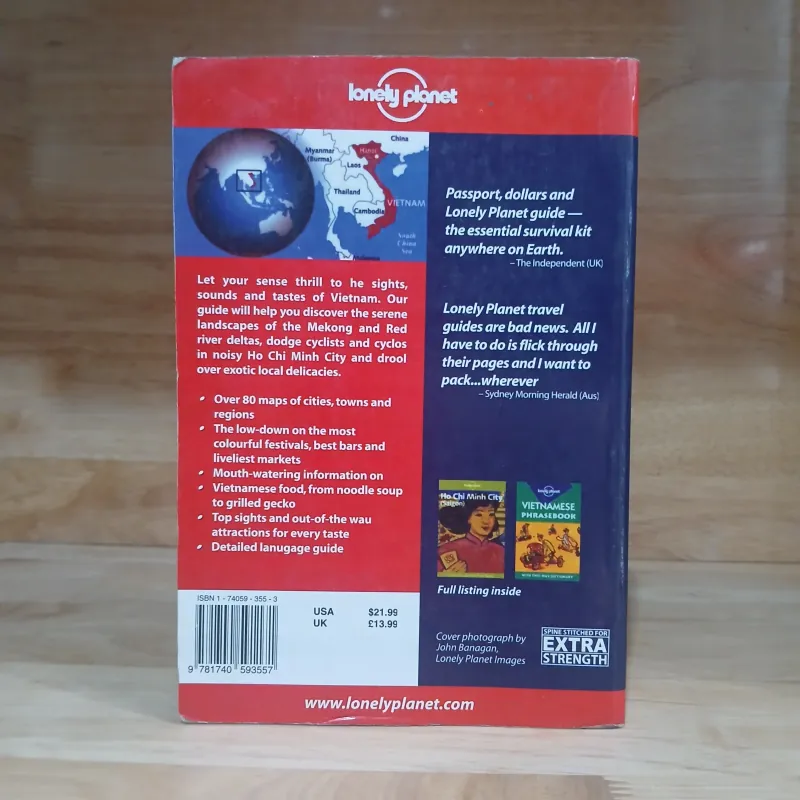 lonely planet
China
Myanmar
(Burma)
Hanoi
Laos
Thailand
VIETNAM
Cambodia
South
China
Sea
Malaysia
Let your sense thrill to he sights,
sounds and tastes of Vietnam. Our
guide will help you discover the serene
landscapes of the Mekong and Red
river deltas, dodge cyclists and cyclos
in noisy Ho Chi Minh City and drool
over exotic local delicacies.
• Over 80 maps of cities, towns and
regions
• The low-down on the most
colourful festivals, best bars and
liveliest markets
• Mouth-watering information on
• Vietnamese food, from noodle soup
to grilled gecko
• Top sights and out-of-the wau
attractions for every taste
• Detailed lanugage guide
ISBN 1 - 74059 - 355 - 3
USA $21.99
UK £13.99
9 781740 593557
Passport, dollars and
Lonely Planet guide —
the essential survival kit
anywhere on Earth.
– The Independent (UK)
Lonely Planet travel
guides are bad news. All I
have to do is flick through
their pages and I want to
pack...wherever
– Sydney Morning Herald (Aus)
Ho Chi Minh City
(Saigon)
lonely planet
VIETNAMESE
PHRASEBOOK
WITH TWO-WAY DICTIONARY
Full listing inside
Cover photograph by
John Banagan,
Lonely Planet Images
SPINE STITCHED FOR
EXTRA
STRENGTH
www.lonelyplanet.com